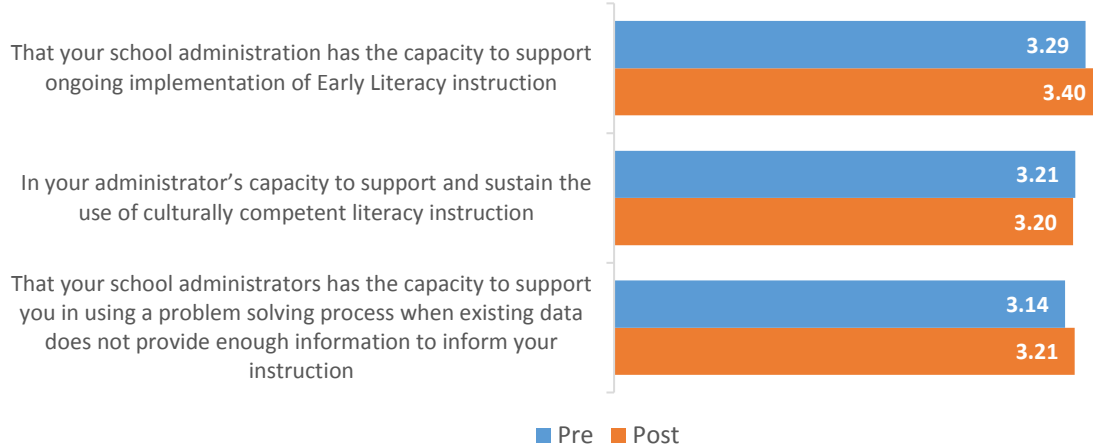 That your school administration has the capacity to support
ongoing implementation of Early Literacy instruction
3.29
3.40
In your administrator’s capacity to support and sustain the
use of culturally competent literacy instruction
3.21
3.20
That your school administrators has the capacity to support
you in using a problem solving process when existing data
does not provide enough information to inform your
instruction
3.14
3.21
Pre Post